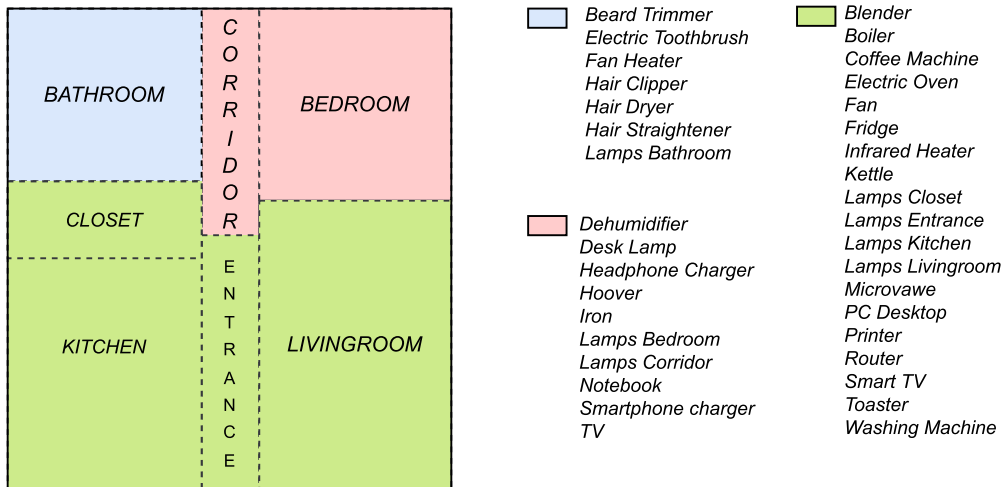 BATHROOM
CORRIDOR
BEDROOM
CLOSET
KITCHEN
ENTRANCE
LIVINGROOM
Beard Trimmer
Electric Toothbrush
Fan Heater
Hair Clipper
Hair Dryer
Hair Straightener
Lamps Bathroom
Dehumidifier
Desk Lamp
Headphone Charger
Hoover
Iron
Lamps Bedroom
Lamps Corridor
Notebook
Smartphone charger
TV
Blender
Boiler
Coffee Machine
Electric Oven
Fan
Fridge
Infrared Heater
Kettle
Lamps Closet
Lamps Entrance
Lamps Kitchen
Lamps Livingroom
Microvawe
PC Desktop
Printer
Router
Smart TV
Toaster
Washing Machine